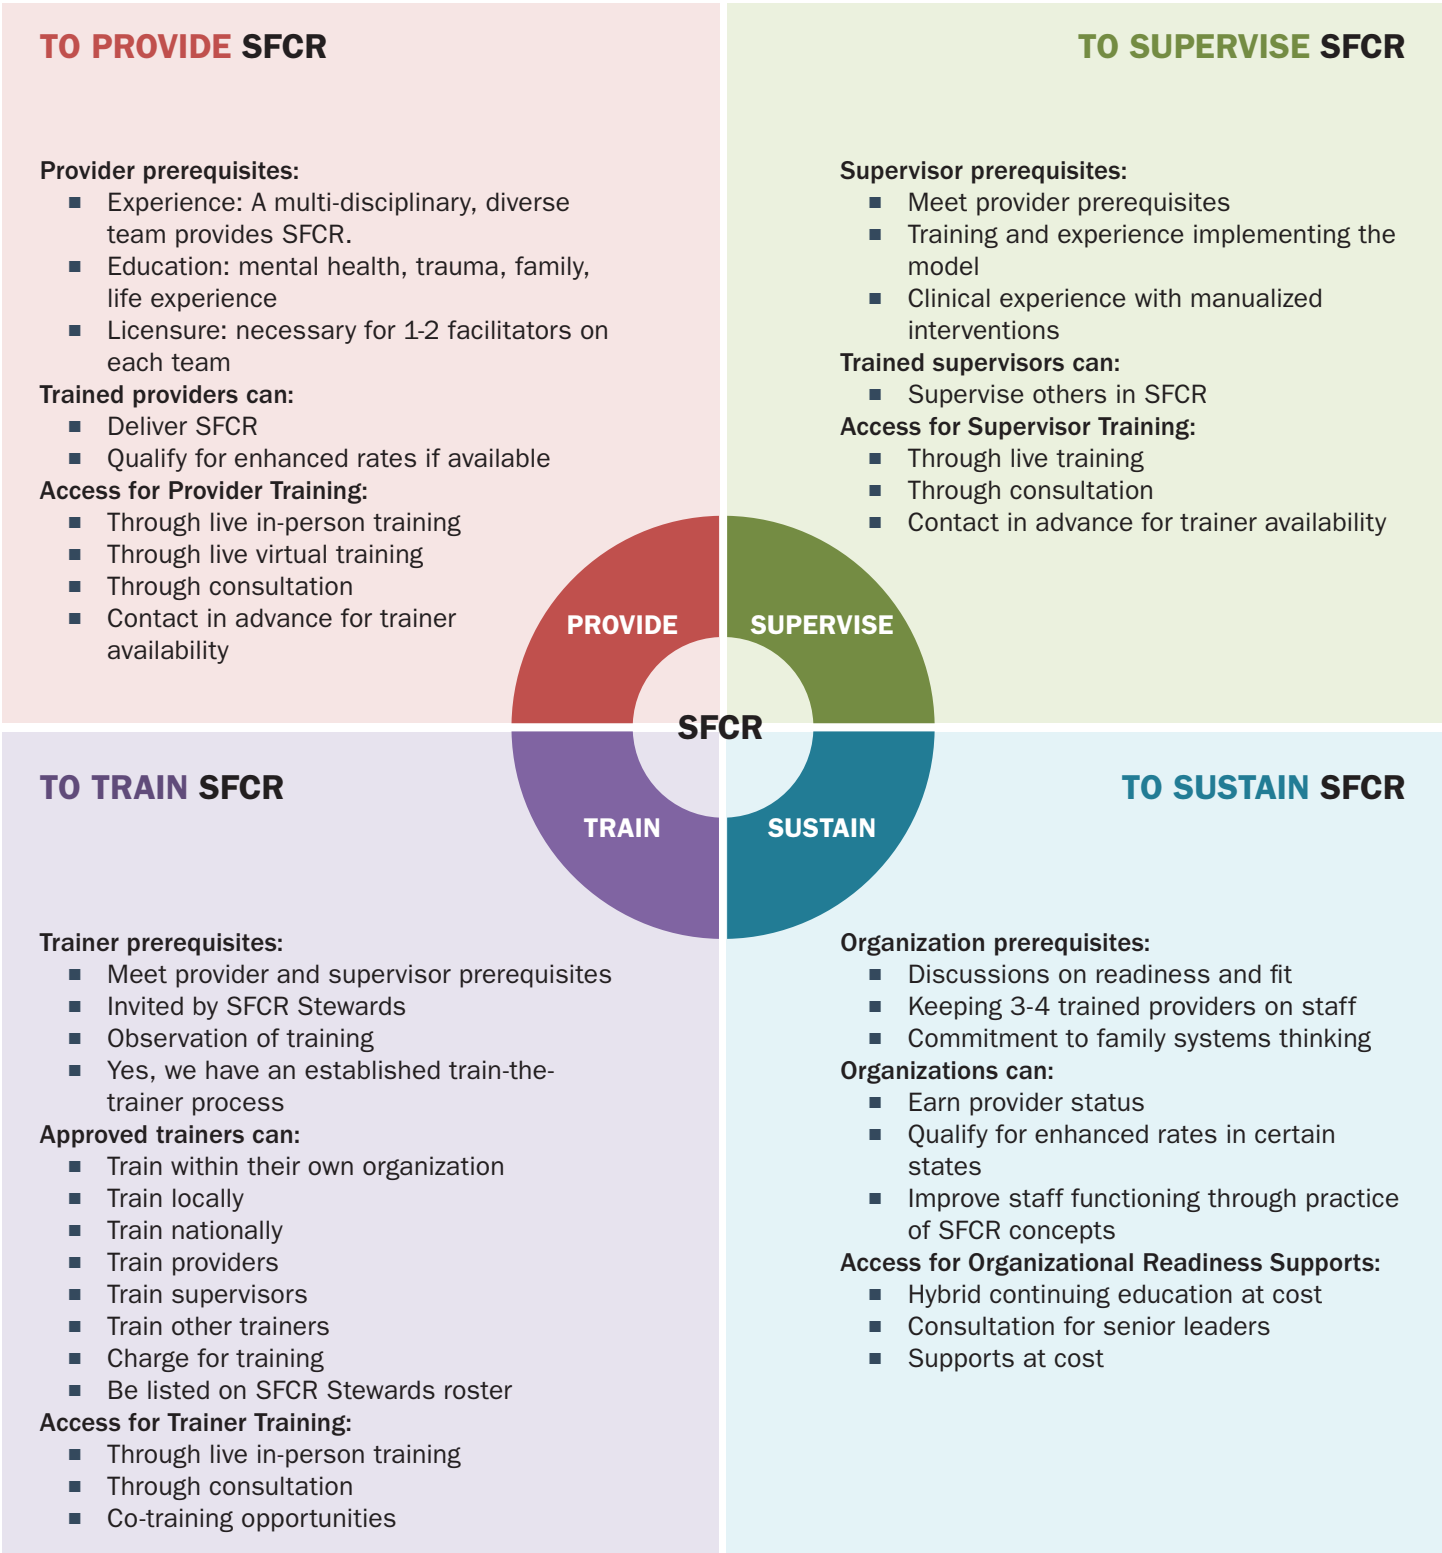 TO PROVIDE SFCR
Provider prerequisites:
■ Experience: A multi-disciplinary, diverse
team provides SFCR.
■ Education: mental health, trauma, family,
life experience
■ Licensure: necessary for 1-2 facilitators on
each team
Trained providers can:
■ Deliver SFCR
■ Qualify for enhanced rates if available
Access for Provider Training:
■ Through live in-person training
■ Through live virtual training
■ Through consultation
■ Contact in advance for trainer
availability
TO SUPERVISE SFCR
Supervisor prerequisites:
■ Meet provider prerequisites
■ Training and experience implementing the
model
■ Clinical experience with manualized
interventions
Trained supervisors can:
■ Supervise others in SFCR
Access for Supervisor Training:
■ Through live training
■ Through consultation
■ Contact in advance for trainer availability
PROVIDE
SUPERVISE
SFCR
TRAIN
SUSTAIN
TO TRAIN SFCR
Trainer prerequisites:
■ Meet provider and supervisor prerequisites
■ Invited by SFCR Stewards
■ Observation of training
■ Yes, we have an established train-the-
trainer process
Approved trainers can:
■ Train within their own organization
■ Train locally
■ Train nationally
■ Train providers
■ Train supervisors
■ Train other trainers
■ Charge for training
■ Be listed on SFCR Stewards roster
Access for Trainer Training:
■ Through live in-person training
■ Through consultation
■ Co-training opportunities
TO SUSTAIN SFCR
Organization prerequisites:
■ Discussions on readiness and fit
■ Keeping 3-4 trained providers on staff
■ Commitment to family systems thinking
Organizations can:
■ Earn provider status
■ Qualify for enhanced rates in certain
states
■ Improve staff functioning through practice
of SFCR concepts
Access for Organizational Readiness Supports:
■ Hybrid continuing education at cost
■ Consultation for senior leaders
■ Supports at cost